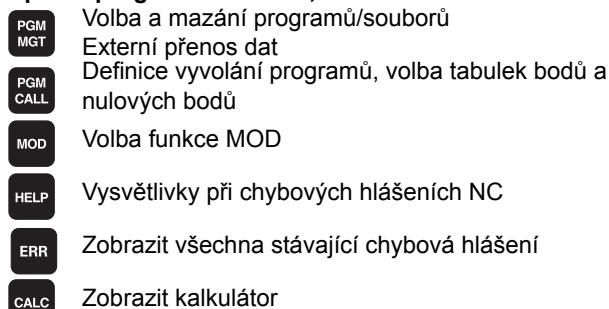 PGM MGT Volba a mazání programů/souborů
Externí přenos dat
PGM CALL Definice vyvolání programů, volba tabulek bodů a
nulových bodů
MOD Volba funkce MOD
HELP Vysvětlivky při chybových hlášeních NC
ERR Zobrazit všechna stávající chybová hlášení
CALC Zobrazit kalkulátor